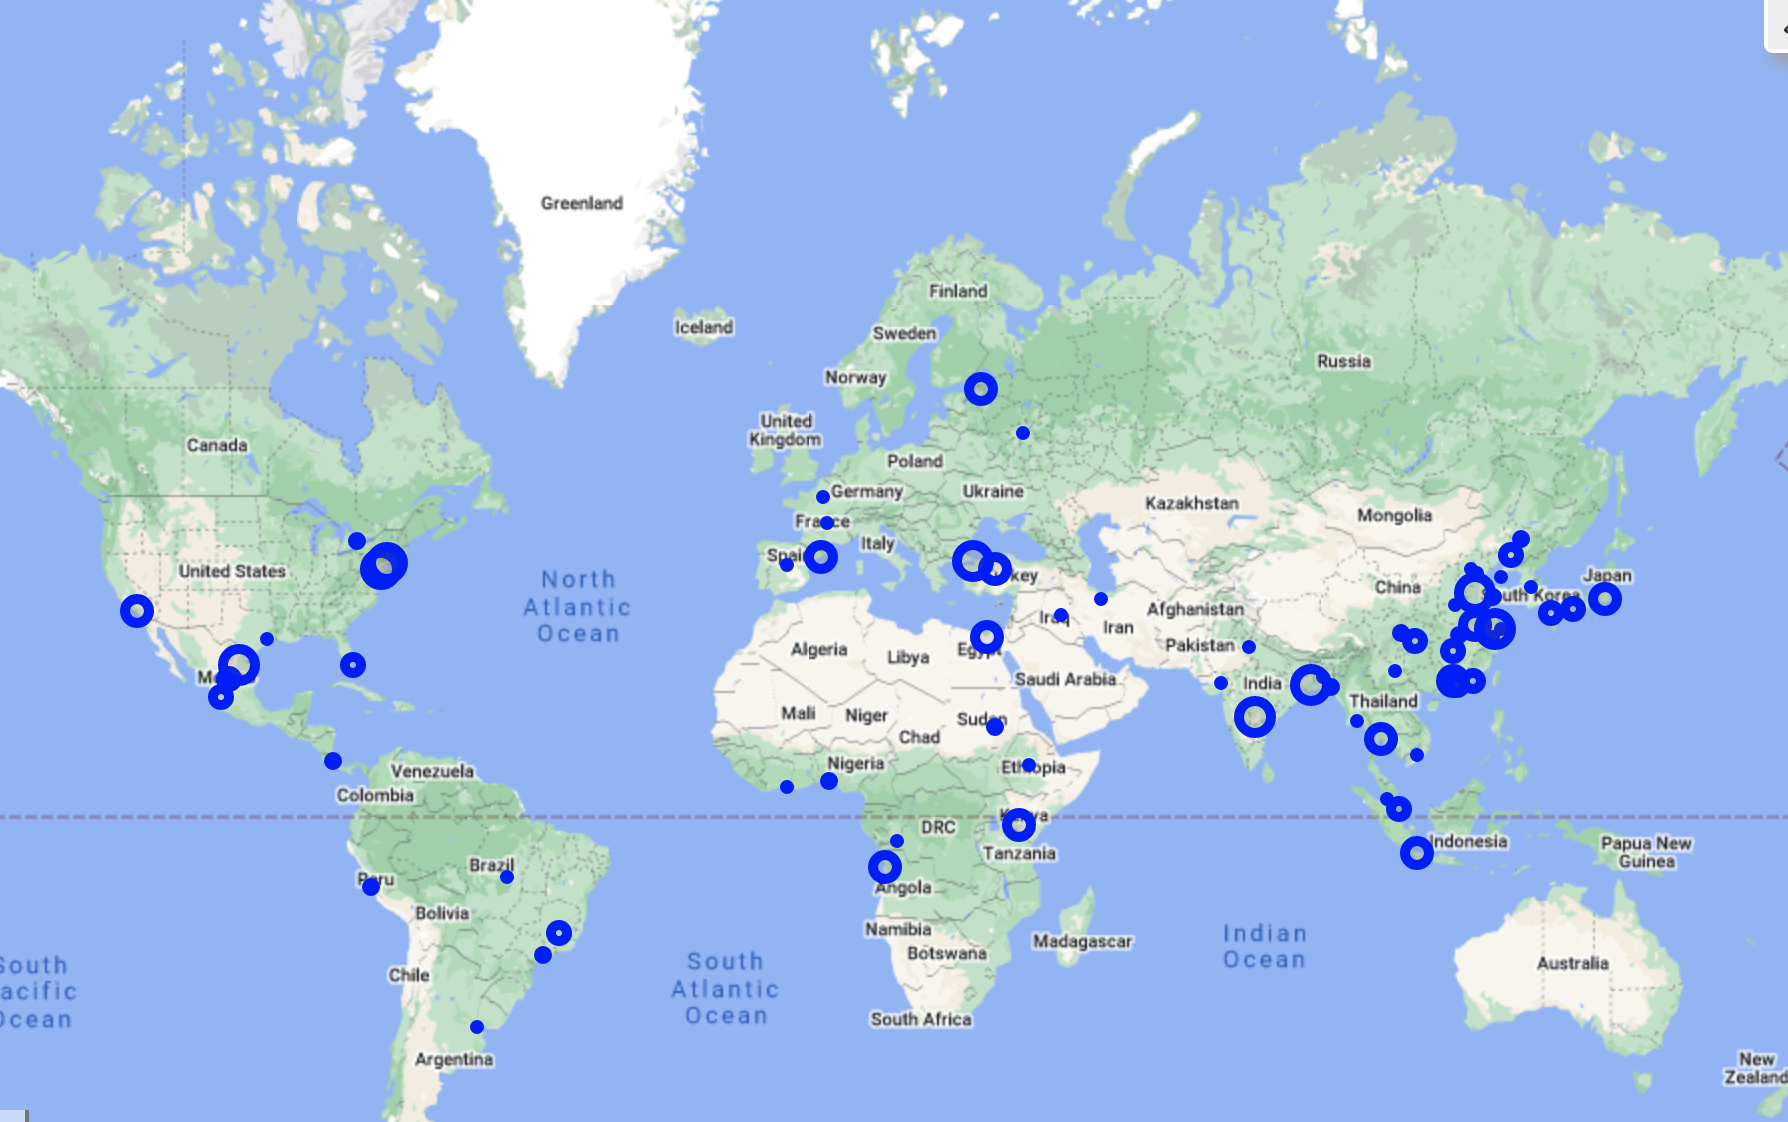 Greenland
Iceland
Finland
Sweden
Norway
Russia
United
Kingdom
Poland
Germany
Ukraine
Kazakhstan
Mongolia
Canada
France
Italy
Spain
United States
North
Atlantic
Ocean
China
Japan
South Korea
Afghanistan
Iraq
Iran
Pakistan
Algeria
Libya
Egypt
Saudi Arabia
India
Thailand
Mali
Niger
Sudan
Chad
Nigeria
Ethiopia
Venezuela
Colombia
Kenya
DRC
Tanzania
Indonesia
Papua New
Guinea
Brazil
Peru
Angola
Bolivia
Namibia
Botswana
Madagascar
Indian
Ocean
Australia
Chile
South
Atlantic
Ocean
South
acific
Ocean
South Africa
Argentina
New
Zealand